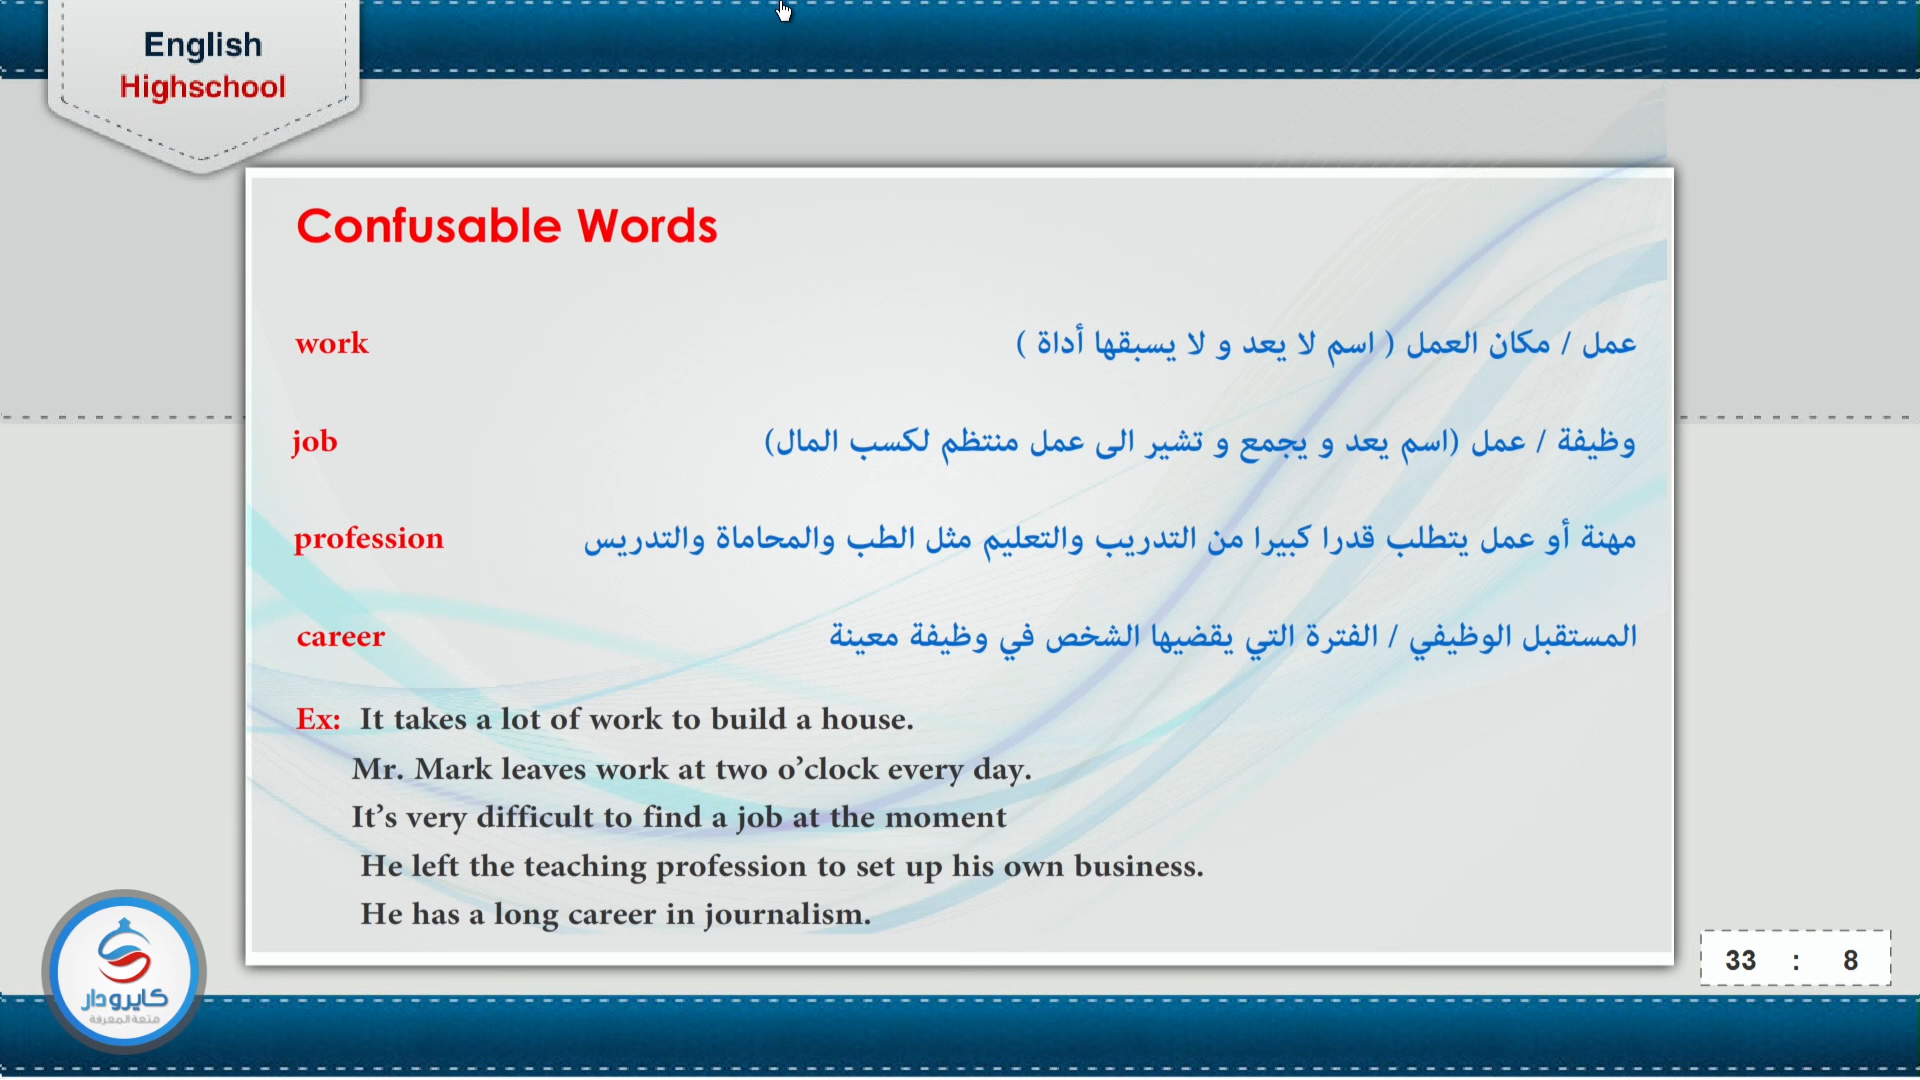 English
Highschool
Confusable Words
work عمل / مكان العمل ( اسم لا يعد و لا يسبقها أداة )
job وظيفة / عمل (اسم يعد و يجمع و تشير الى عمل منتظم لكسب المال)
profession مهنة أو عمل يتطلب قدرا كبيرا من التدريب والتعليم مثل الطب والمحاماة والتدريس
career المستقبل الوظيفي / الفترة التي يقضيها الشخص في وظيفة معينة
Ex: It takes a lot of work to build a house.
Mr. Mark leaves work at two o’clock every day.
It’s very difficult to find a job at the moment
He left the teaching profession to set up his own business.
He has a long career in journalism.
كايرودار
متعة المعرفة
33 : 8